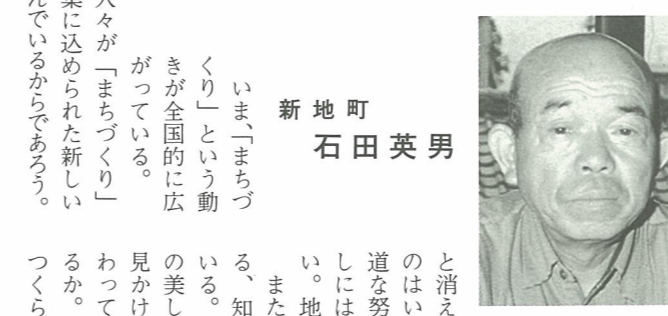 新地町
石田英男
いま、「まちづ
くり」という動
きが全国的に広
がっている。
人々が「まちづくり」
葉に込められた新しい
んでいるからであろう。
と消え
のはい
道な努
しには
い。地
また
る、知
いる。
の美し
見かけ
わって
るか。
つくら